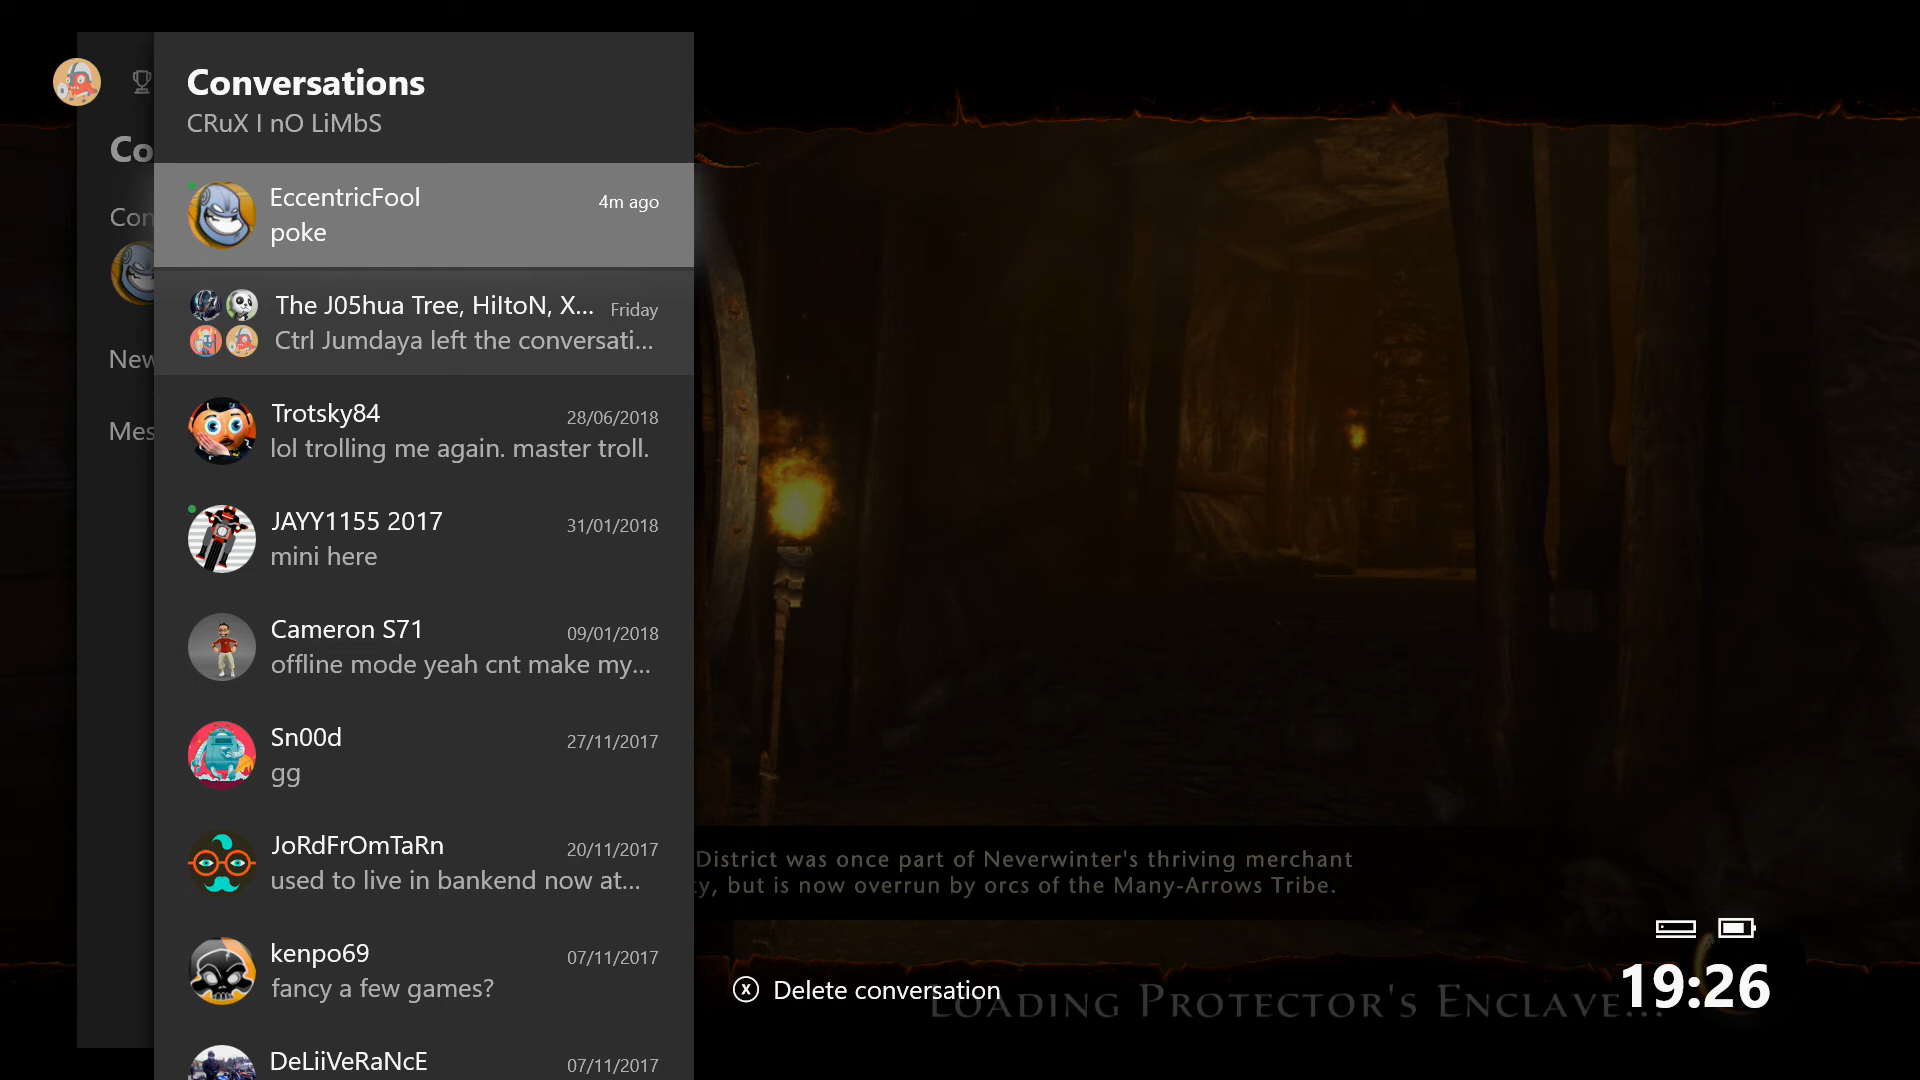 Conversations
CRuX I nO LiMbS
Co
Con
New
Mes
EccentricFool
4m ago
poke
The J05hua Tree, HiltoN, X...
Friday
Ctrl Jumdaya left the conversati...
Trotsky84
28/06/2018
lol trolling me again. master troll.
JAYY1155 2017
31/01/2018
mini here
Cameron S71
09/01/2018
offline mode yeah cnt make my...
Sn00d
27/11/2017
gg
JoRdFrOmTaRn
20/11/2017
used to live in bankend now at...
kenpo69
07/11/2017
fancy a few games?
DeLiiVeRaNcE
07/11/2017
District was once part of Neverwinter's thriving merchant
ty, but is now overrun by orcs of the Many-Arrows Tribe.
X Delete conversation
Loading Protector's Enclave...
19:26